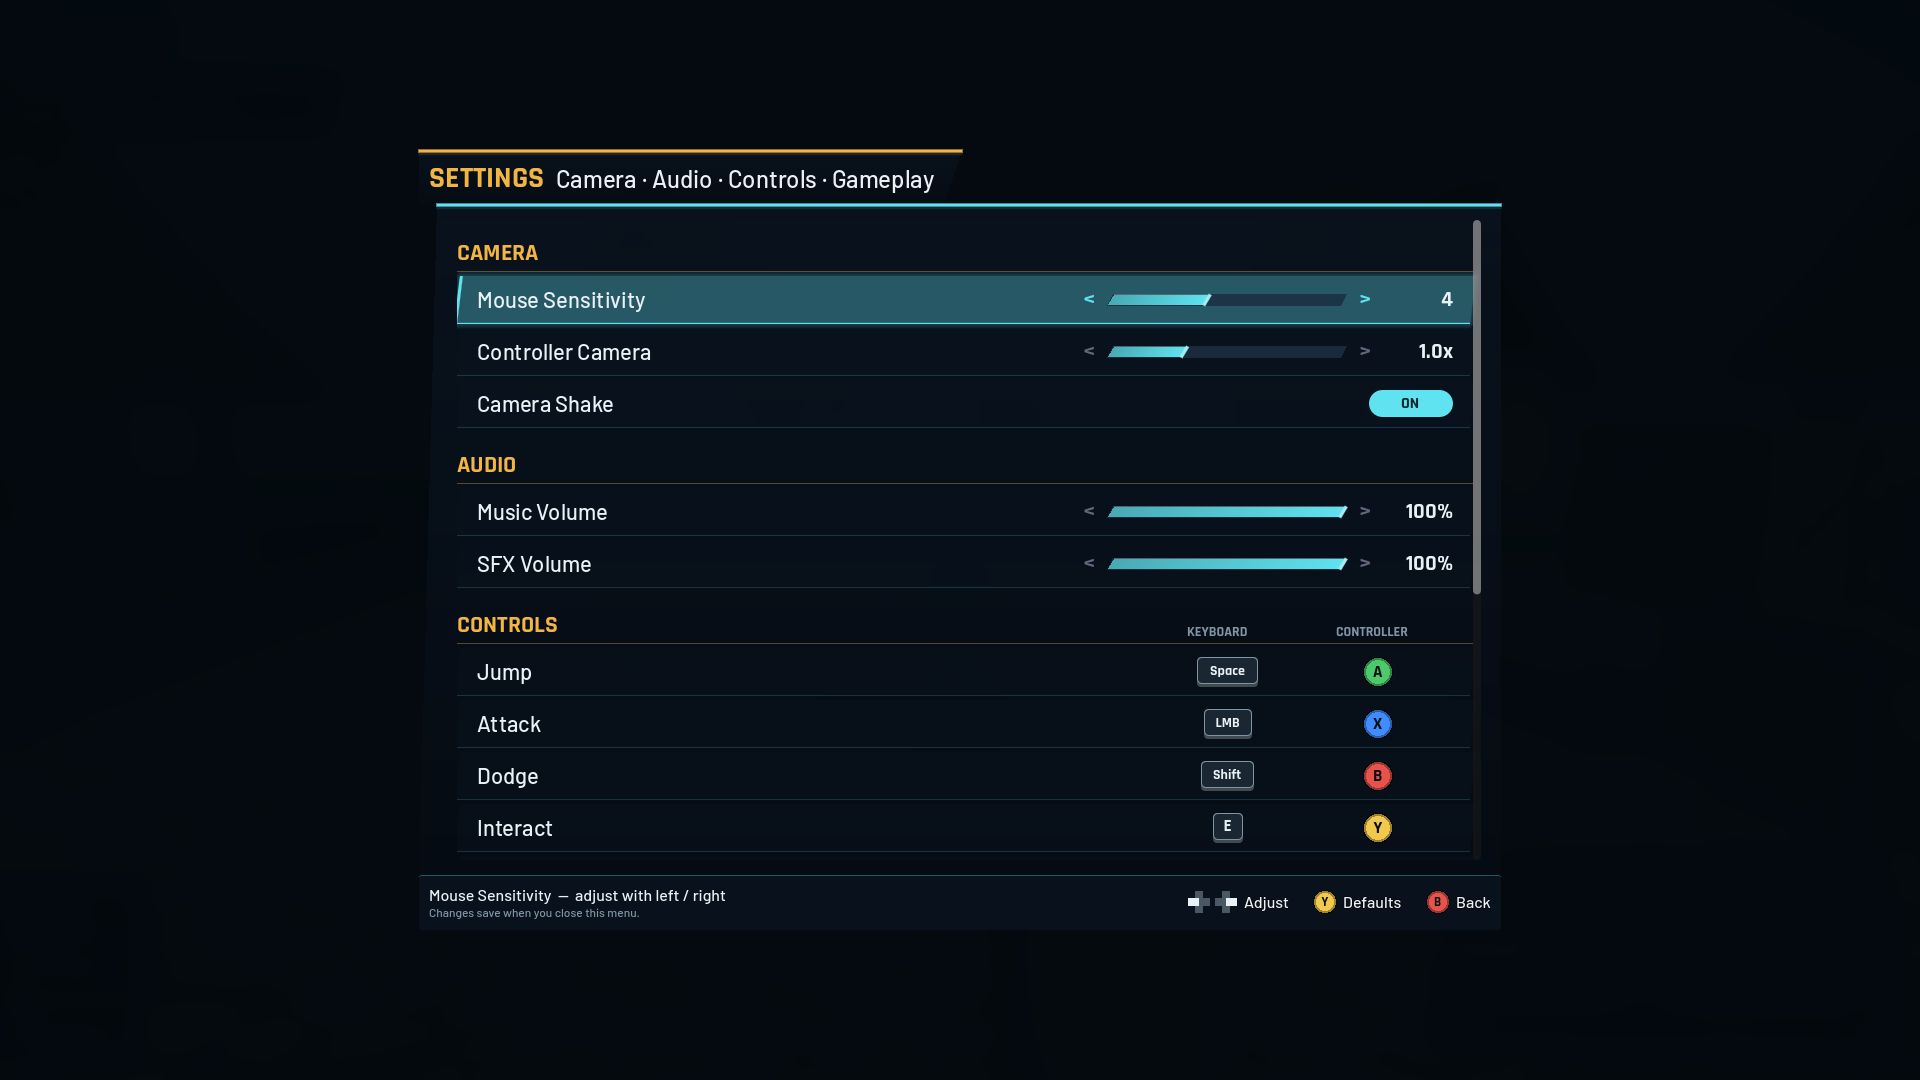 SETTINGS Camera · Audio · Controls · Gameplay
CAMERA
Mouse Sensitivity < > 4
Controller Camera < > 1.0x
Camera Shake ON
AUDIO
Music Volume < > 100%
SFX Volume < > 100%
CONTROLS KEYBOARD CONTROLLER
Jump Space A
Attack LMB X
Dodge Shift B
Interact E Y
Mouse Sensitivity — adjust with left / right
Changes save when you close this menu.
Adjust Y Defaults B Back